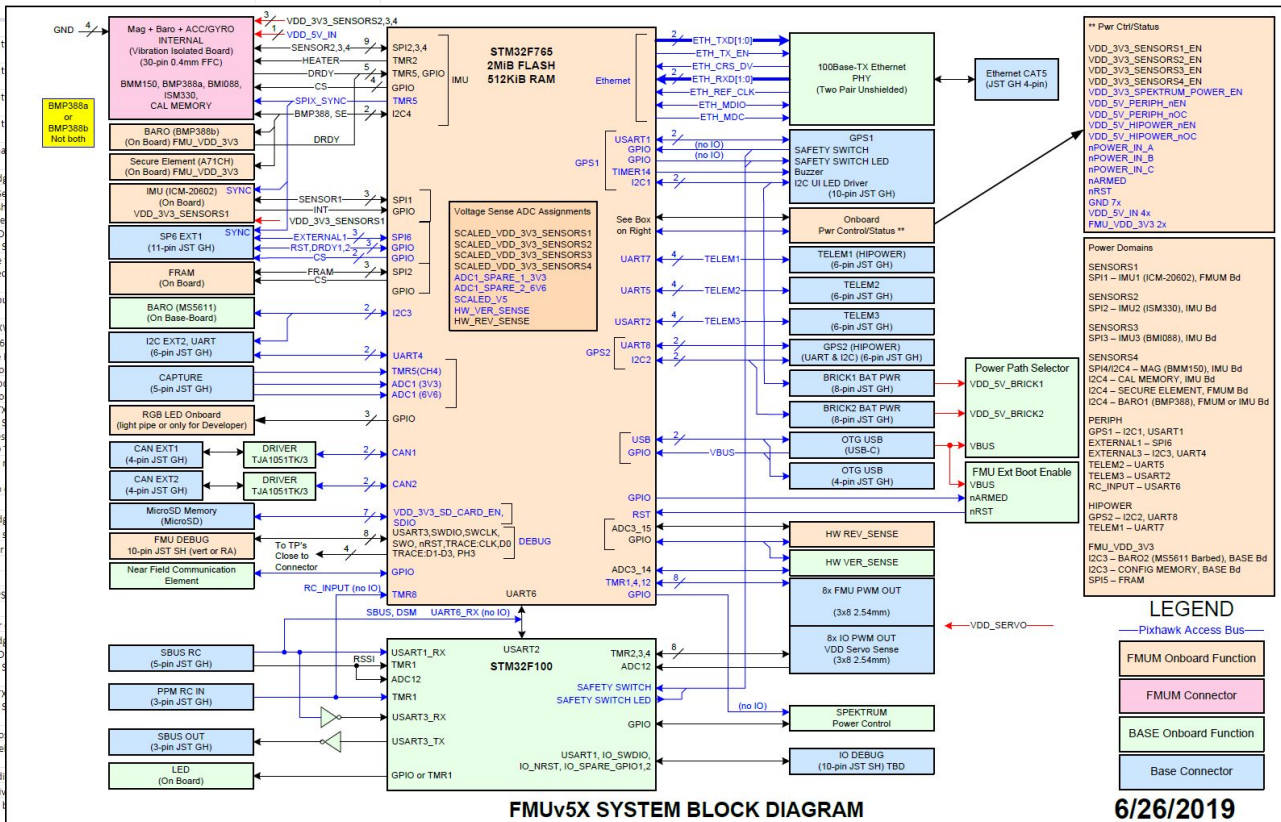 GND
4
3
VDD_3V3_SENSORS2,3,4
1
VDD_5V_IN
Mag + Baro + ACC/GYRO
INTERNAL
(Vibration Isolated Board)
(30-pin 0.4mm FFC)
BMM150, BMP388a, BMI088,
ISM330,
CAL MEMORY
SENSOR2,3,4
9
SPI2,3,4
HEATER
TMR2
DRDY
5
TMR5, GPIO
IMU
CS
4
GPIO
SPIX_SYNC
TMR5
BMP388, SE
2
I2C4
BMP388a
or
BMP388b
Not both
BARO (BMP388b)
(On Board) FMU_VDD_3V3
DRDY
Secure Element (A71CH)
(On Board) FMU_VDD_3V3
IMU (ICM-20602)
(On Board)
VDD_3V3_SENSORS1
SYNC
SENSOR1
3
SPI1
INT
GPIO
VDD_3V3_SENSORS1
SP6 EXT1
(11-pin JST GH)
SYNC
EXTERNAL1
3
SPI6
RST,DRDY1,2
3
GPIO
CS
2
GPIO
FRAM
(On Board)
FRAM
3
SPI2
CS
GPIO
BARO (MS5611)
(On Base-Board)
2
I2C3
I2C EXT2, UART
(6-pin JST GH)
2
UART4
CAPTURE
(5-pin JST GH)
TMR5(CH4)
ADC1 (3V3)
ADC1 (6V6)
RGB LED Onboard
(light pipe or only for Developer)
3
GPIO
CAN EXT1
(4-pin JST GH)
DRIVER
TJA1051TK/3
2
CAN1
CAN EXT2
(4-pin JST GH)
DRIVER
TJA1051TK/3
2
CAN2
MicroSD Memory
(MicroSD)
7
VDD_3V3_SD_CARD_EN,
SDIO
FMU DEBUG
10-pin JST SH (vert or RA)
8
USART3,SWDIO,SWCLK,
SWO, nRST,TRACE:CLK,D0
TRACE:D1-D3, PH3
DEBUG
To TP's
Close to
Connector
4
Near Field Communication
Element
GPIO
RC_INPUT (no IO)
TMR8
STM32F765
2MiB FLASH
512KiB RAM
Voltage Sense ADC Assignments
SCALED_VDD_3V3_SENSORS1
SCALED_VDD_3V3_SENSORS2
SCALED_VDD_3V3_SENSORS3
SCALED_VDD_3V3_SENSORS4
ADC1_SPARE_1_3V3
ADC1_SPARE_2_6V6
SCALED_V5
HW_VER_SENSE
HW_REV_SENSE
Ethernet
2
ETH_TXD[1:0]
ETH_TX_EN
ETH_CRS_DV
2
ETH_RXD[1:0]
ETH_REF_CLK
ETH_MDIO
ETH_MDC
100Base-TX Ethernet
PHY
(Two Pair Unshielded)
Ethernet CAT5
(JST GH 4-pin)
GPS1
USART1
2
GPIO
(no IO)
GPIO
(no IO)
TIMER14
I2C1
2
GPS1
SAFETY SWITCH
SAFETY SWITCH LED
Buzzer
I2C UI LED Driver
(10-pin JST GH)
See Box
on Right
Onboard
Pwr Control/Status **
UART7
4
TELEM1
TELEM1 (HIPOWER)
(6-pin JST GH)
UART5
4
TELEM2
TELEM2
(6-pin JST GH)
USART2
4
TELEM3
TELEM3
(6-pin JST GH)
GPS2
UART8
2
I2C2
2
GPS2 (HIPOWER)
(UART & I2C) (6-pin JST GH)
BRICK1 BAT PWR
(8-pin JST GH)
BRICK2 BAT PWR
(8-pin JST GH)
USB
2
GPIO
VBUS
OTG USB
(USB-C)
OTG USB
(4-pin JST GH)
Power Path Selector
VDD_5V_BRICK1
VDD_5V_BRICK2
VBUS
FMU Ext Boot Enable
VBUS
nARMED
nRST
GPIO
RST
ADC3_15
GPIO
HW REV_SENSE
HW VER_SENSE
ADC3_14
TMR1,4,12
8
GPIO
8x FMU PWM OUT
(3x8 2.54mm)
8x IO PWM OUT
VDD Servo Sense
(3x8 2.54mm)
VDD_SERVO
UART6
SBUS, DSM
UART6_RX (no IO)
USART2
STM32F100
SBUS RC
(5-pin JST GH)
RSSI
USART1_RX
TMR1
ADC12
PPM RC IN
(3-pin JST GH)
TMR1
USART3_RX
SBUS OUT
(3-pin JST GH)
USART3_TX
LED
(On Board)
GPIO or TMR1
TMR2,3,4
8
ADC12
SAFETY SWITCH
SAFETY SWITCH LED
(no IO)
GPIO
SPEKTRUM
Power Control
USART1, IO_SWDIO,
IO_NRST, IO_SPARE_GPIO1,2
IO DEBUG
(10-pin JST SH) TBD
** Pwr Ctrl/Status
VDD_3V3_SENSORS1_EN
VDD_3V3_SENSORS2_EN
VDD_3V3_SENSORS3_EN
VDD_3V3_SENSORS4_EN
VDD_3V3_SPEKTRUM_POWER_EN
VDD_5V_PERIPH_nEN
VDD_5V_PERIPH_nOC
VDD_5V_HIPOWER_nEN
VDD_5V_HIPOWER_nOC
nPOWER_IN_A
nPOWER_IN_B
nPOWER_IN_C
nARMED
nRST
GND 7x
VDD_5V_IN 4x
FMU_VDD_3V3 2x
Power Domains
SENSORS1
SPI1 – IMU1 (ICM-20602), FMUM Bd
SENSORS2
SPI2 – IMU2 (ISM330), IMU Bd
SENSORS3
SPI3 – IMU3 (BMI088), IMU Bd
SENSORS4
SPI4/I2C4 – MAG (BMM150), IMU Bd
I2C4 – CAL MEMORY, IMU Bd
I2C4 – SECURE ELEMENT, FMUM Bd
I2C4 – BARO1 (BMP388), FMUM or IMU Bd
PERIPH
GPS1 – I2C1, USART1
EXTERNAL1 – SPI6
EXTERNAL3 – I2C3, UART4
TELEM2 – UART5
TELEM3 – USART2
RC_INPUT – USART6
HIPOWER
GPS2 – I2C2, UART8
TELEM1 – UART7
FMU_VDD_3V3
I2C3 – BARO2 (MS5611 Barbed), BASE Bd
I2C3 – CONFIG MEMORY, BASE Bd
SPI5 – FRAM
LEGEND
Pixhawk Access Bus
FMUM Onboard Function
FMUM Connector
BASE Onboard Function
Base Connector
FMUv5X SYSTEM BLOCK DIAGRAM
6/26/2019